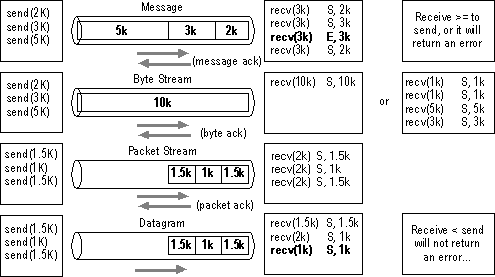 Message
send(2K)
send(3K)
send(5K)
5k 3k 2k
(message ack)
recv(3k) S, 2k
recv(3k) S, 3k
recv(3k) E, 3k
recv(3k) S, 2k
Receive >= to
send, or it will
return an error
Byte Stream
send(2K)
send(3K)
send(5K)
10k
(byte ack)
recv(10k) S, 10k
or
recv(1k) S, 1k
recv(1k) S, 1k
recv(5k) S, 5k
recv(3k) S, 3k
Packet Stream
send(1.5K)
send(1K)
send(1.5K)
1.5k 1k 1.5k
(packet ack)
recv(2k) S, 1.5k
recv(2k) S, 1k
recv(2k) S, 1.5k
Datagram
send(1.5K)
send(1K)
send(1.5K)
1.5k 1k 1.5k
recv(1.5k) S, 1.5k
recv(2k) S, 1k
recv(1k) S, 1k
Receive < send
will not return
an error...